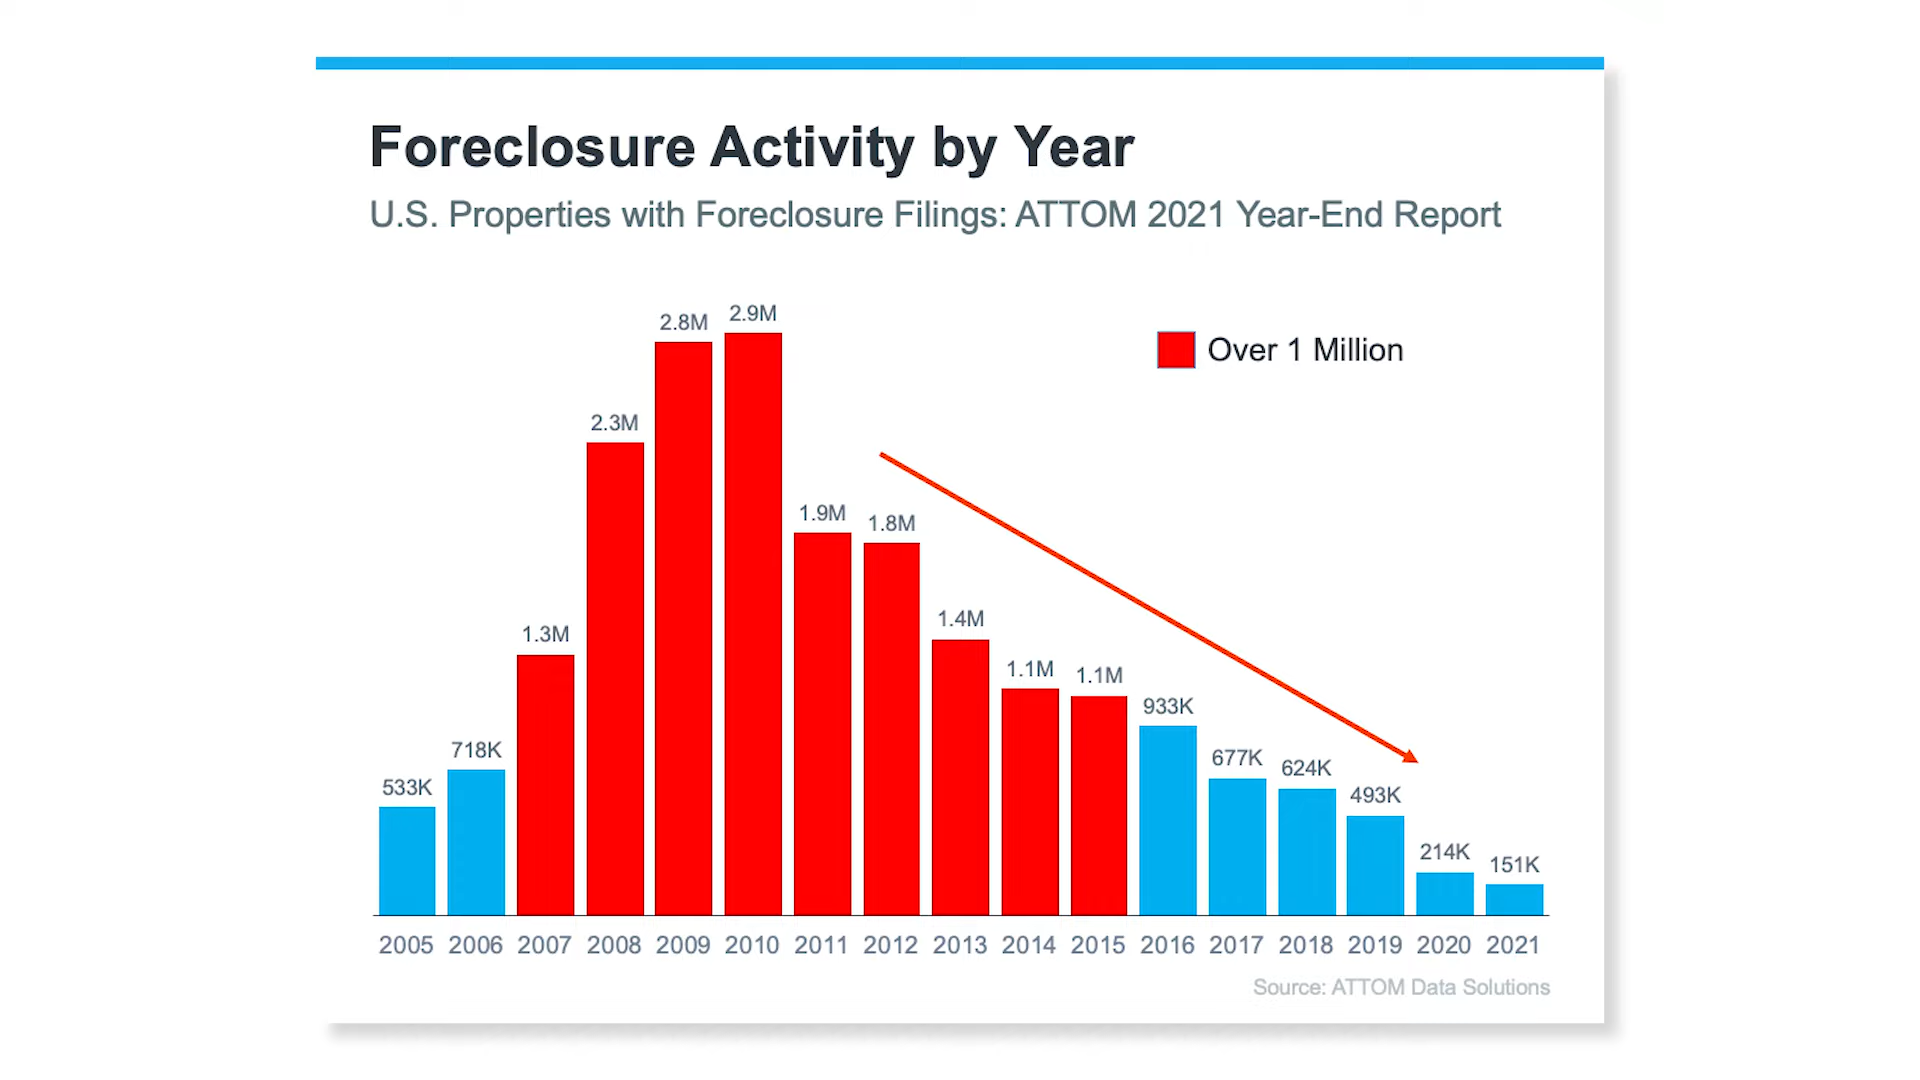 Foreclosure Activity by Year
U.S. Properties with Foreclosure Filings: ATTOM 2021 Year-End Report
Over 1 Million
533K
718K
1.3M
2.3M
2.8M
2.9M
1.9M
1.8M
1.4M
1.1M
1.1M
933K
677K
624K
493K
214K
151K
2005 2006 2007 2008 2009 2010 2011 2012 2013 2014 2015 2016 2017 2018 2019 2020 2021
Source: ATTOM Data Solutions